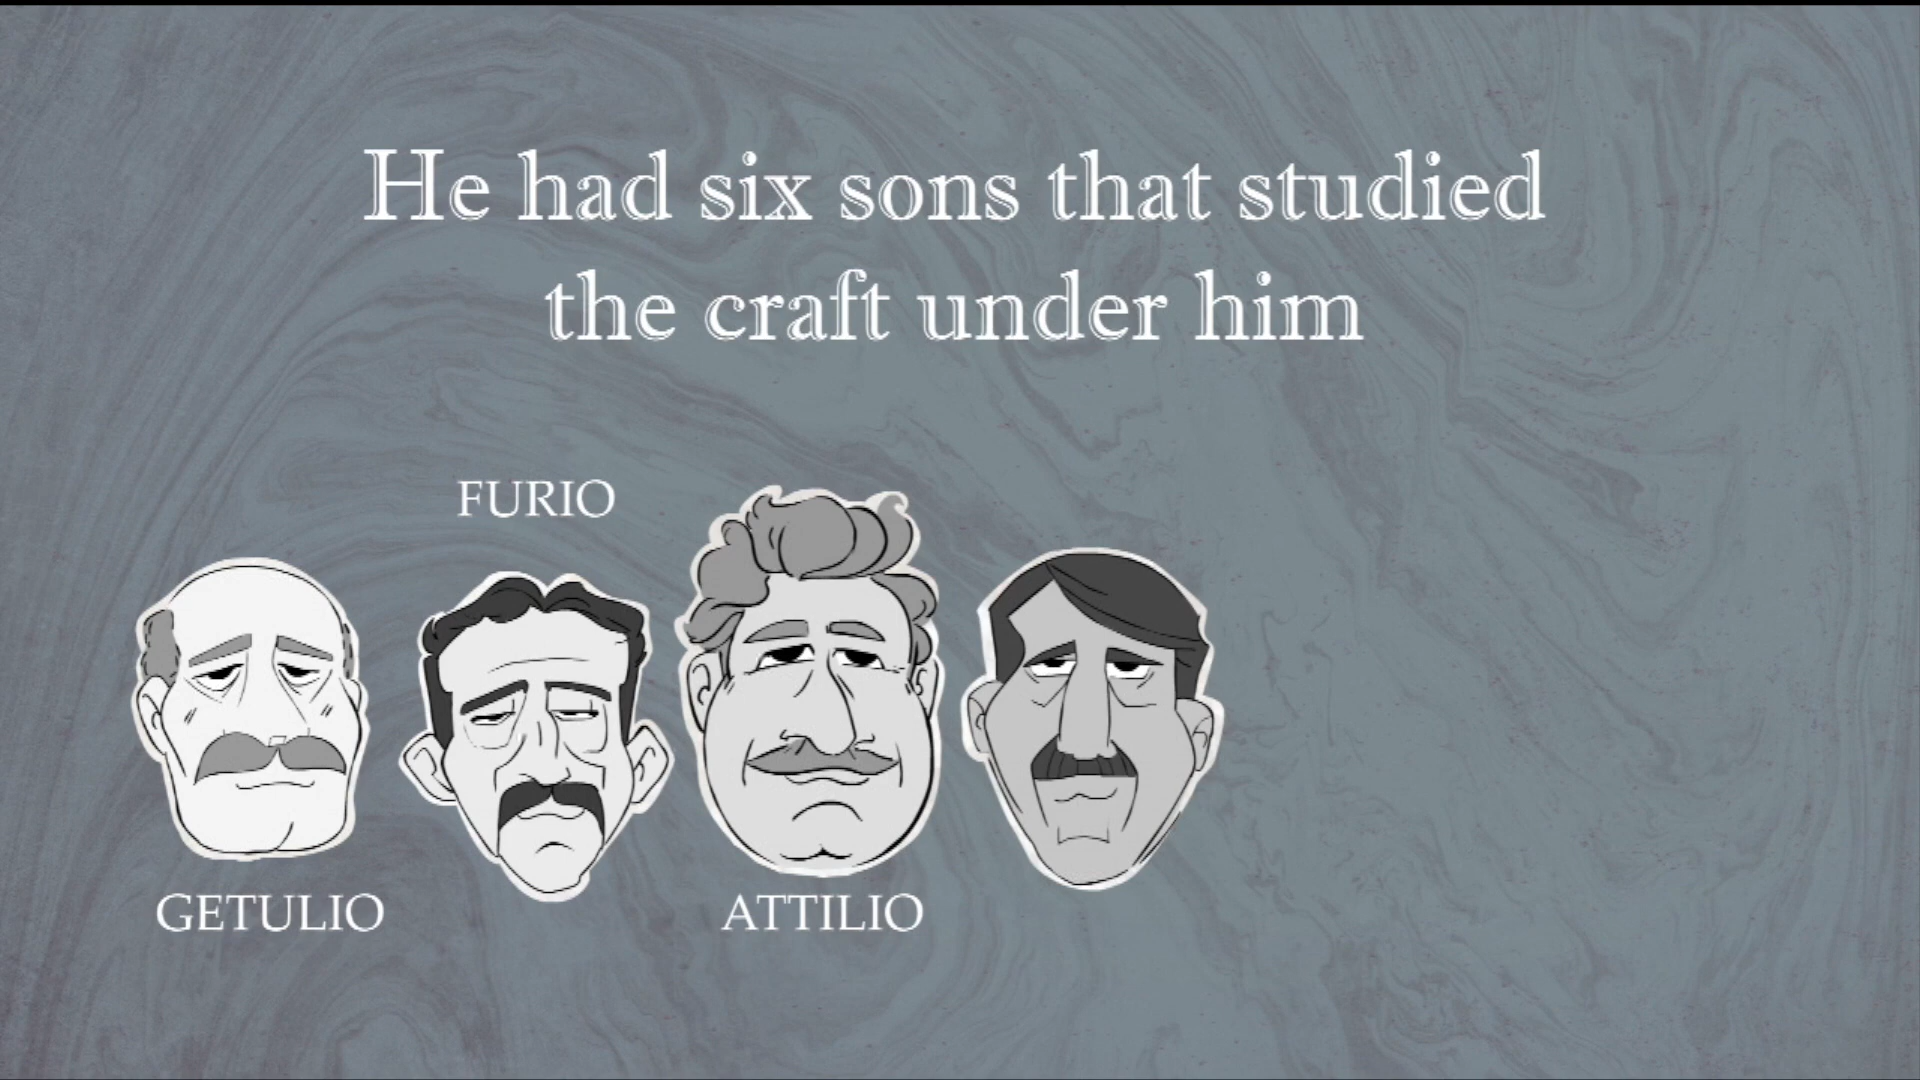 He had six sons that studied
the craft under him
FURIO
GETULIO
ATTILIO